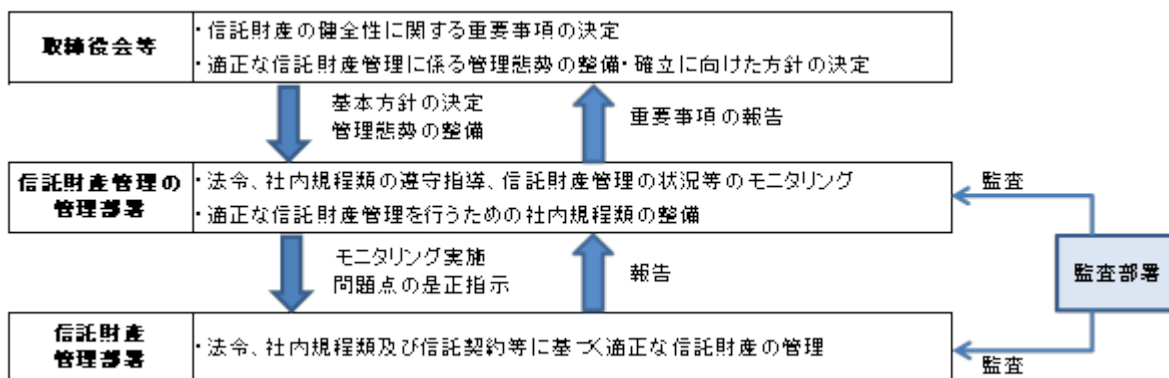 取締役会等
・信託財産の健全性に関する重要事項の決定
・適正な信託財産管理に係る管理態勢の整備・確立に向けた方針の決定
基本方針の決定
管理態勢の整備
重要事項の報告
信託財産管理の
管理部署
・法令、社内規程類の遵守指導、信託財産管理の状況等のモニタリング
・適正な信託財産管理を行うための社内規程類の整備
監査
モニタリング実施
問題点の是正指示
報告
監査部署
信託財産
管理部署
・法令、社内規程類及び信託契約等に基づく適正な信託財産の管理
監査